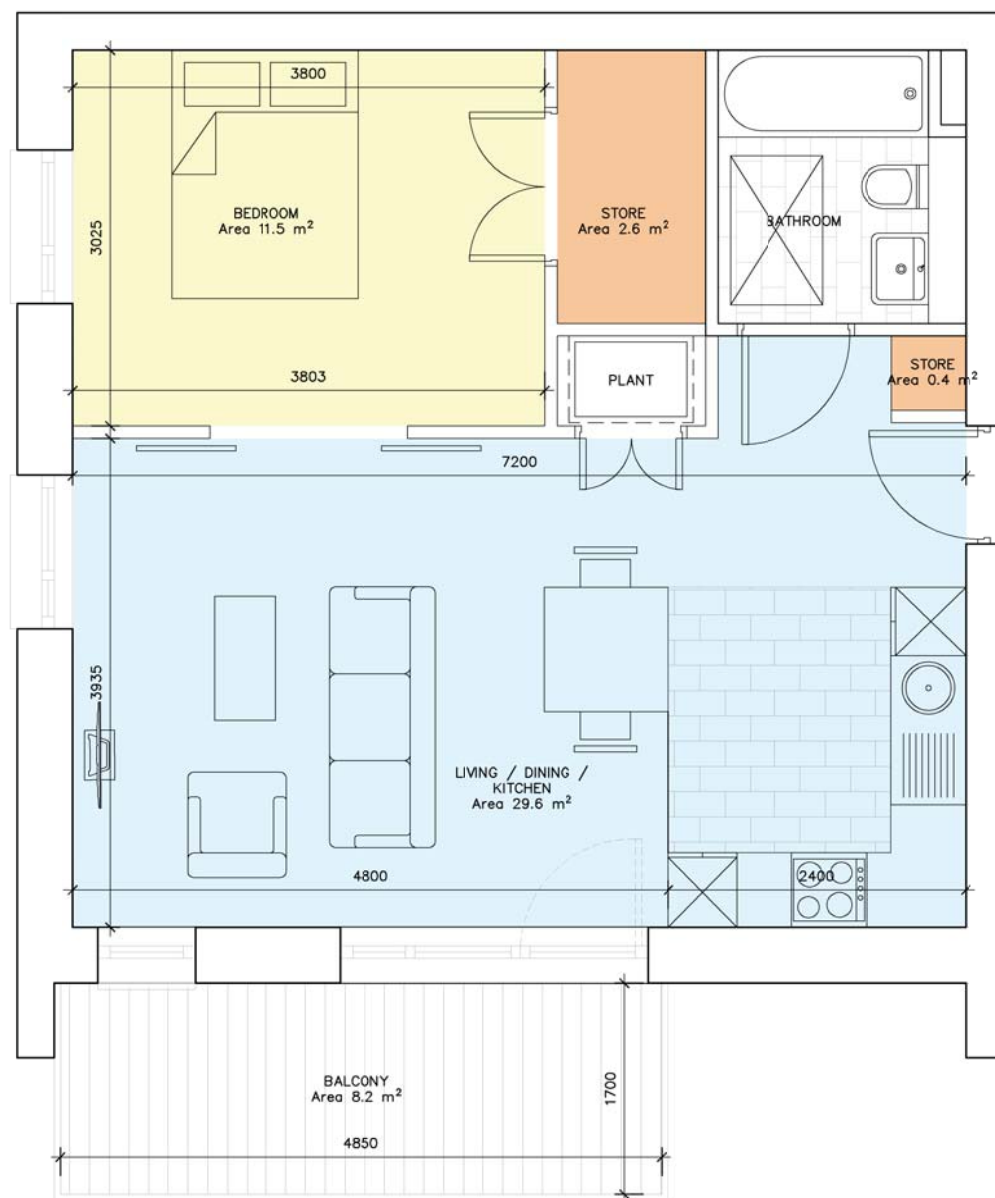 3800
BEDROOM
Area 11.5 m²
3025
STORE
Area 2.6 m²
BATHROOM
3803
PLANT
STORE
Area 0.4 m²
7200
3935
LIVING / DINING /
KITCHEN
Area 29.6 m²
4800
2400
BALCONY
Area 8.2 m²
1700
4850